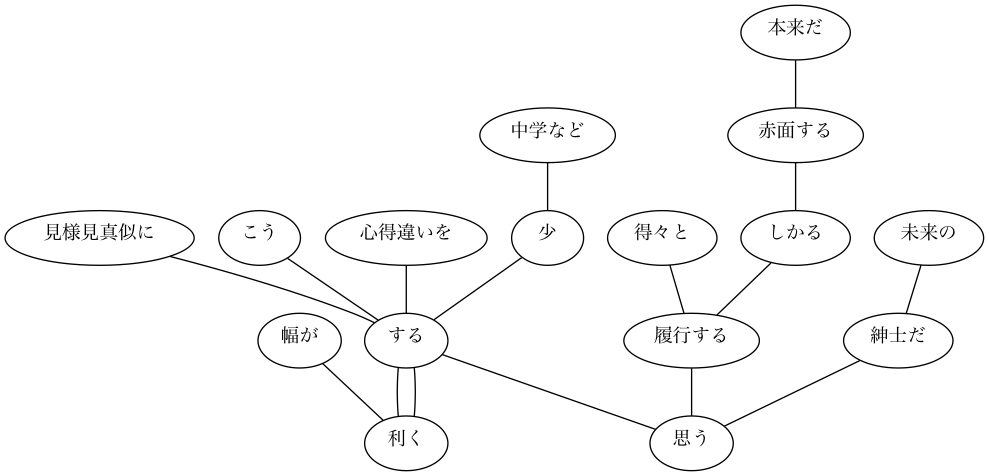 本来だ
中学など
赤面する
見様見真似に
こう
心得違いを
少
得々と
しかる
未来の
幅が
する
履行する
紳士だ
利く
思う